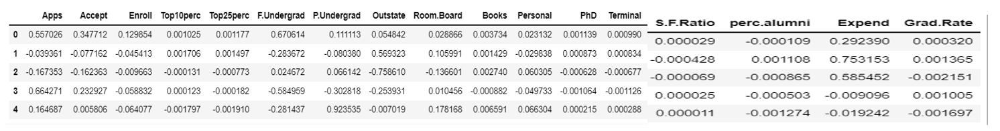 Apps Accept Enroll Top10perc Top25perc F.Undergrad P.Undergrad Outstate Room.Board Books Personal PhD Terminal S.F.Ratio perc.alumni Expend Grad.Rate
0 0.557026 0.347712 0.129854 0.001025 0.001177 0.670614 0.111113 0.054842 0.028866 0.003734 0.023132 0.001139 0.000990 0.000029 -0.000109 0.292390 0.000320
1 -0.039361 -0.077162 -0.045413 0.001706 0.001497 -0.283672 -0.080380 0.569323 0.105991 0.001429 -0.029838 0.000873 0.000834 -0.000428 0.001108 0.753153 0.001365
2 -0.167353 -0.162363 -0.009663 -0.000131 -0.000773 0.024672 0.066142 -0.758610 -0.136601 0.002740 0.060305 -0.000628 -0.000677 -0.000069 -0.000865 0.585452 -0.002151
3 0.664271 0.232927 -0.058832 0.000123 -0.000182 -0.584959 -0.302818 -0.253931 0.010456 -0.000882 -0.049733 -0.001064 -0.001126 0.000025 -0.000503 -0.009096 0.001005
4 0.164687 0.005806 -0.064077 -0.001797 -0.001910 -0.281437 0.923535 -0.007019 0.178168 0.006591 0.066304 0.000215 0.000288 0.000011 -0.001274 -0.019242 -0.001697